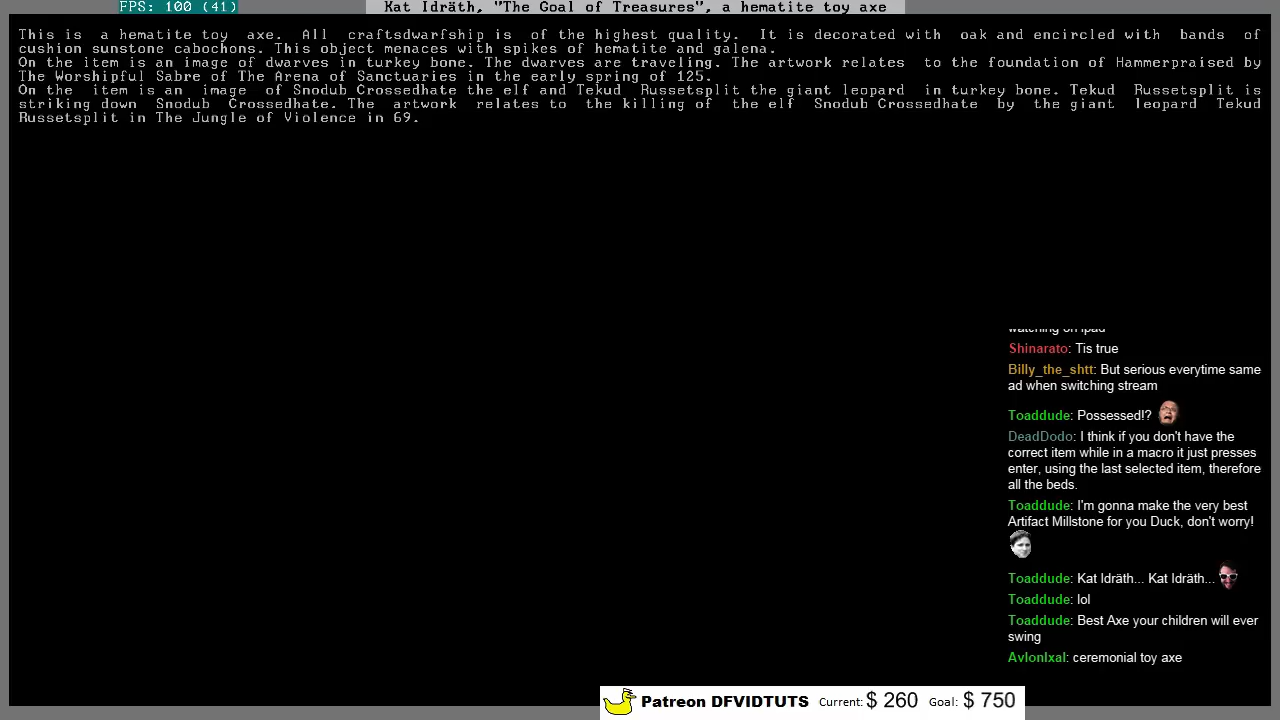 FPS: 100 (41)
Kat Idräth, "The Goal of Treasures", a hematite toy axe
This is a hematite toy axe. All craftsdwarfship is of the highest quality. It is decorated with oak and encircled with bands of
cushion sunstone cabochons. This object menaces with spikes of hematite and galena.
On the item is an image of dwarves in turkey bone. The dwarves are traveling. The artwork relates to the foundation of Hammerpraised by
The Worshipful Sabre of The Arena of Sanctuaries in the early spring of 125.
On the item is an image of Snodub Crossedhate the elf and Tekud Russetsplit the giant leopard in turkey bone. Tekud Russetsplit is
striking down Snodub Crossedhate. The artwork relates to the killing of the elf Snodub Crossedhate by the giant leopard Tekud
Russetsplit in The Jungle of Violence in 69.
watching on ipad
Shinarato: Tis true
Billy_the_shtt: But serious everytime same
ad when switching stream
Toaddude: Possessed!?
DeadDodo: I think if you don't have the
correct item while in a macro it just presses
enter, using the last selected item, therefore
all the beds.
Toaddude: I'm gonna make the very best
Artifact Millstone for you Duck, don't worry!
Toaddude: Kat Idräth... Kat Idräth...
Toaddude: lol
Toaddude: Best Axe your children will ever
swing
Avlonlxal: ceremonial toy axe
Patreon DFVIDTUTS Current: $ 260 Goal: $ 750